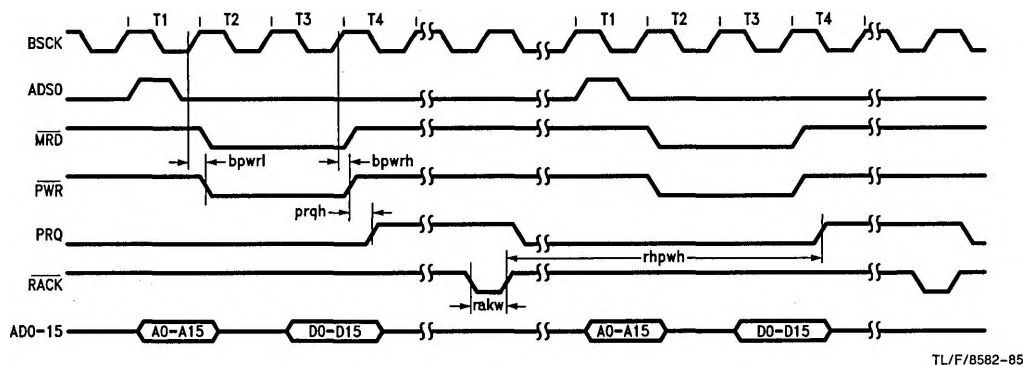 T1 T2 T3 T4 T1 T2 T3 T4
BSCK
ADS0
MRD
bpwrl bpwrh
PWR
prqh
PRQ
rhpwh
RACK
rakw
AD0-15 A0-A15 D0-D15 A0-A15 D0-D15
TL/F/8582-85